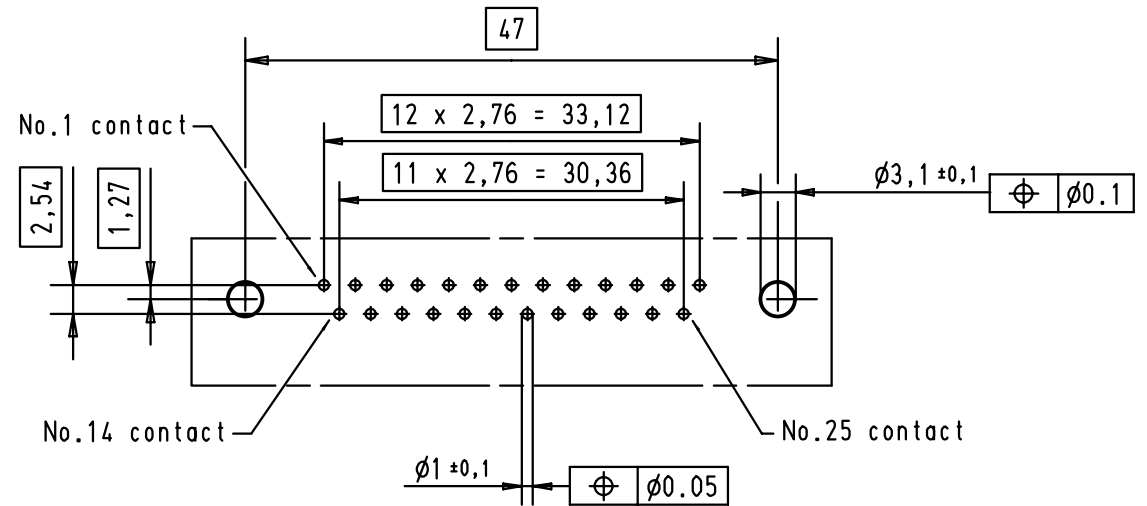 47
12 x 2,76 = 33,12
No.1 contact
11 x 2,76 = 30,36
2,54
1,27
Ø3,1 ±0,1
Ø0.1
No.14 contact
No.25 contact
Ø1 ±0,1
Ø0.05